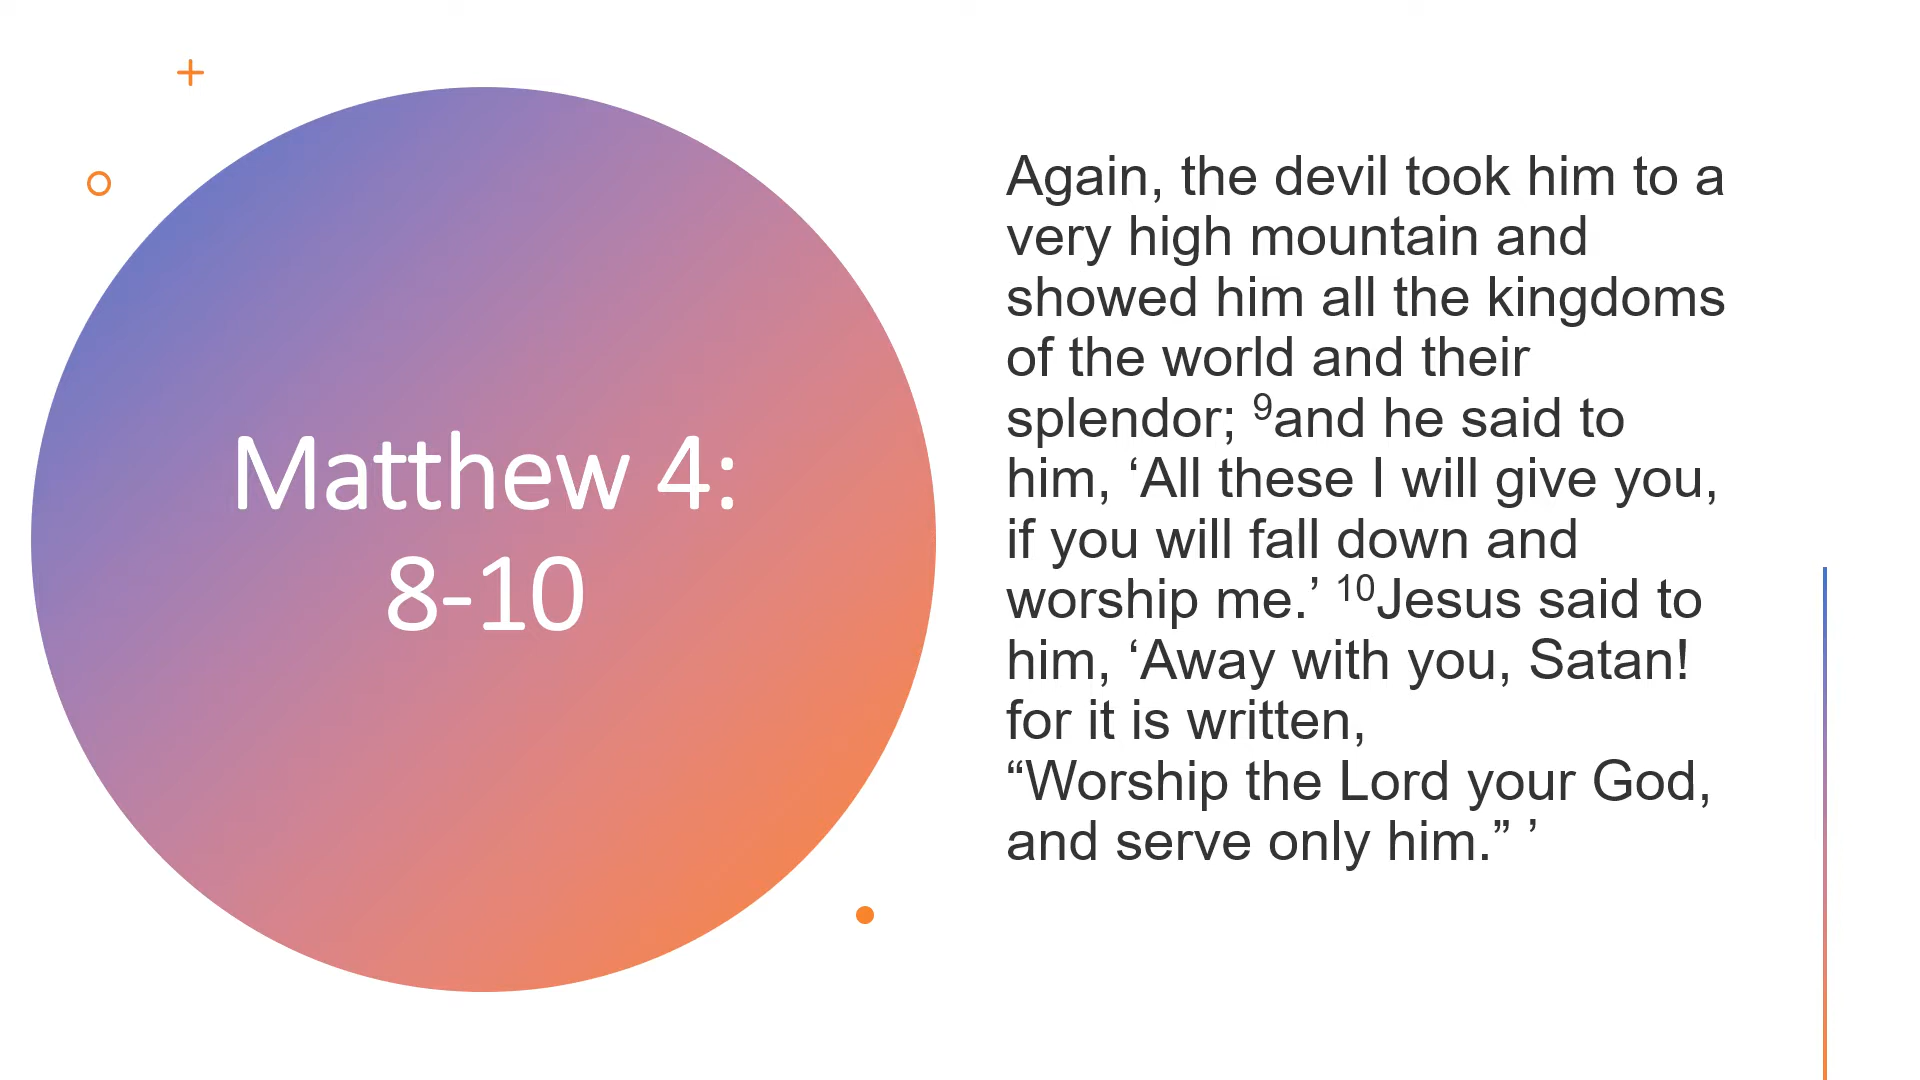 Matthew 4:
8-10
Again, the devil took him to a
very high mountain and
showed him all the kingdoms
of the world and their
splendor; ⁹and he said to
him, ‘All these I will give you,
if you will fall down and
worship me.’ ¹⁰Jesus said to
him, ‘Away with you, Satan!
for it is written,
“Worship the Lord your God,
and serve only him.” ’